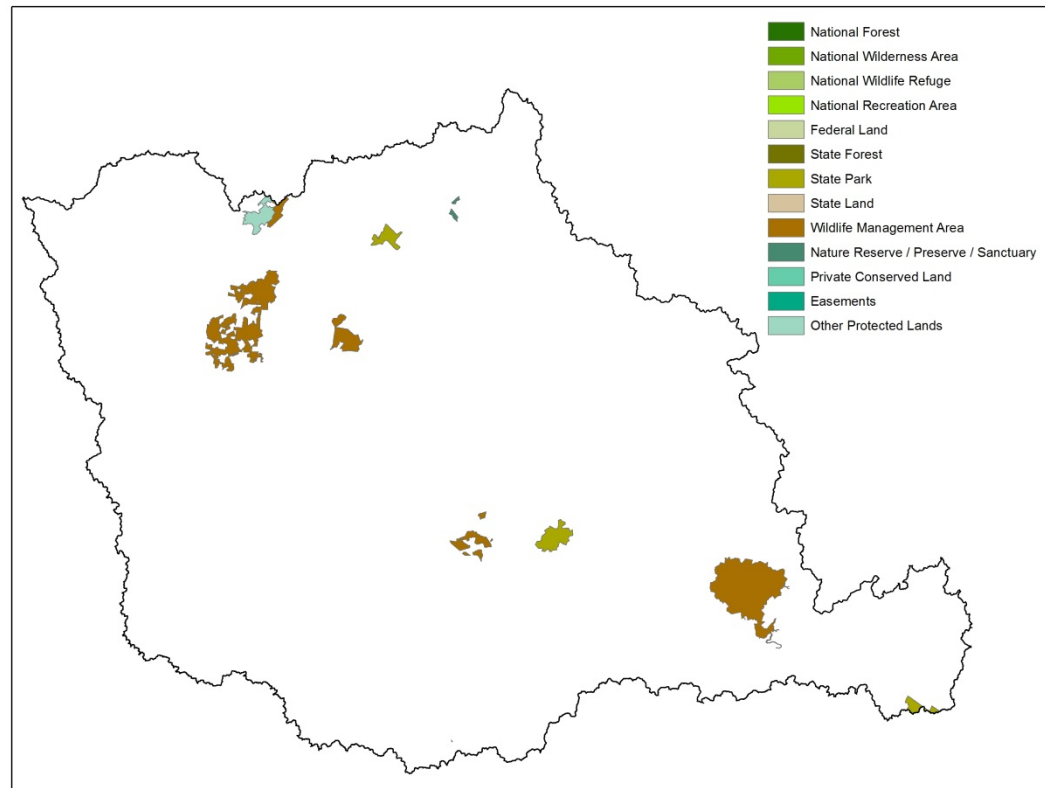 National Forest
National Wilderness Area
National Wildlife Refuge
National Recreation Area
Federal Land
State Forest
State Park
State Land
Wildlife Management Area
Nature Reserve / Preserve / Sanctuary
Private Conserved Land
Easements
Other Protected Lands